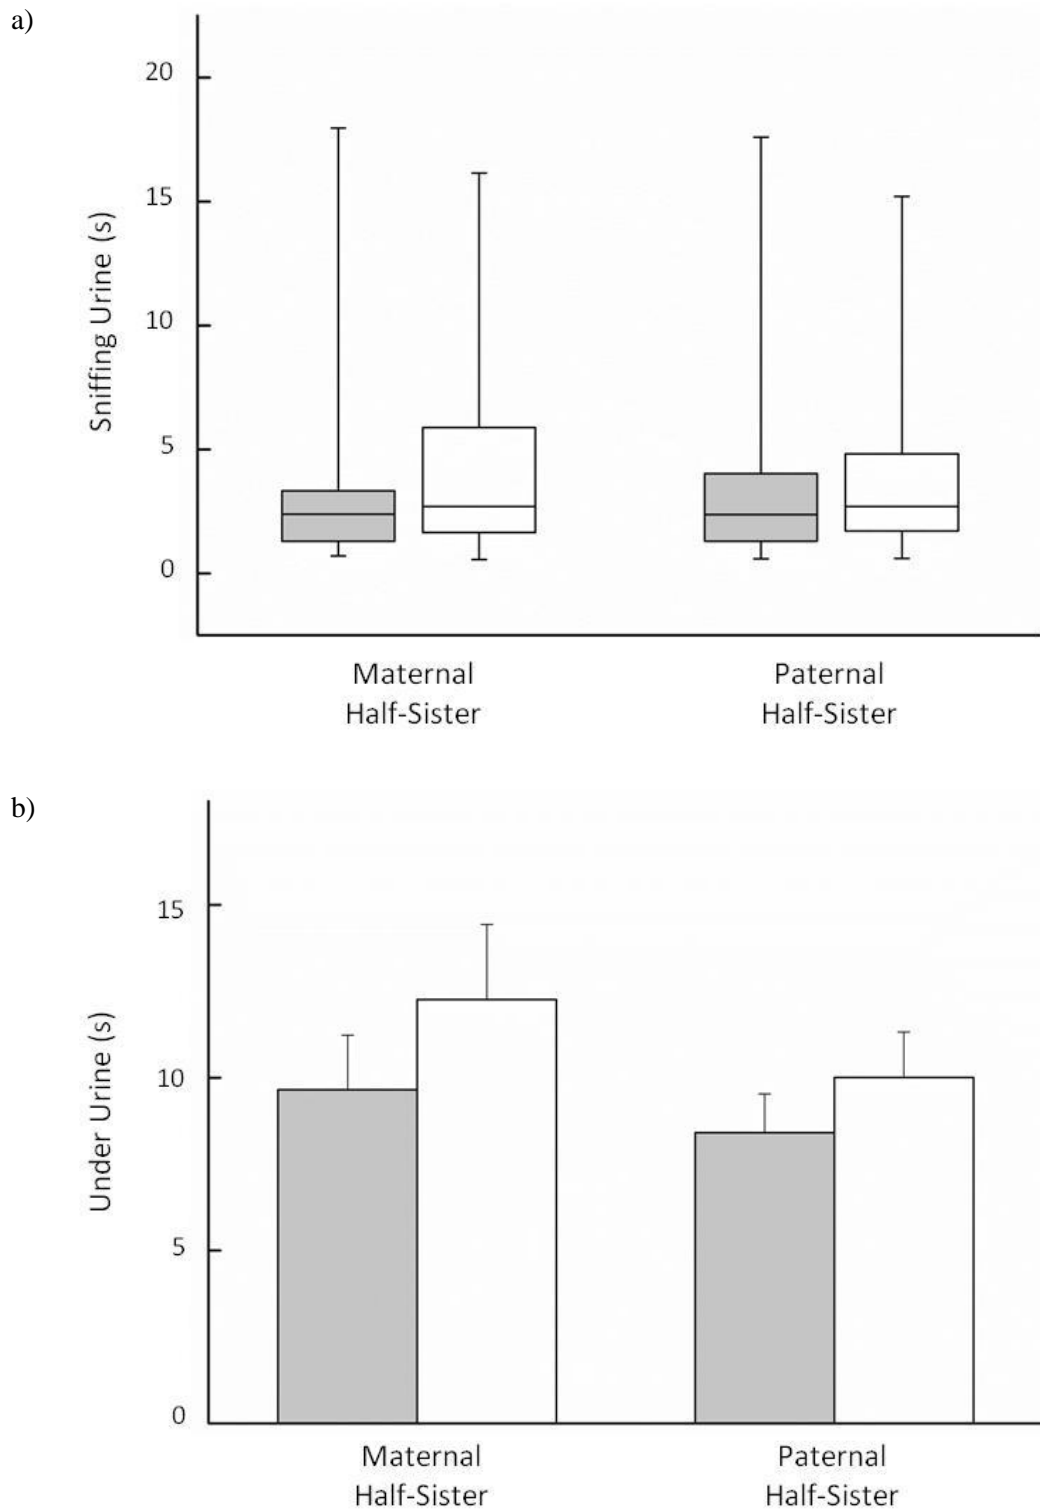 a)
20
15
10
5
0
Sniffing Urine (s)
Maternal
Half-Sister
Paternal
Half-Sister
b)
15
10
5
0
Under Urine (s)
Maternal
Half-Sister
Paternal
Half-Sister